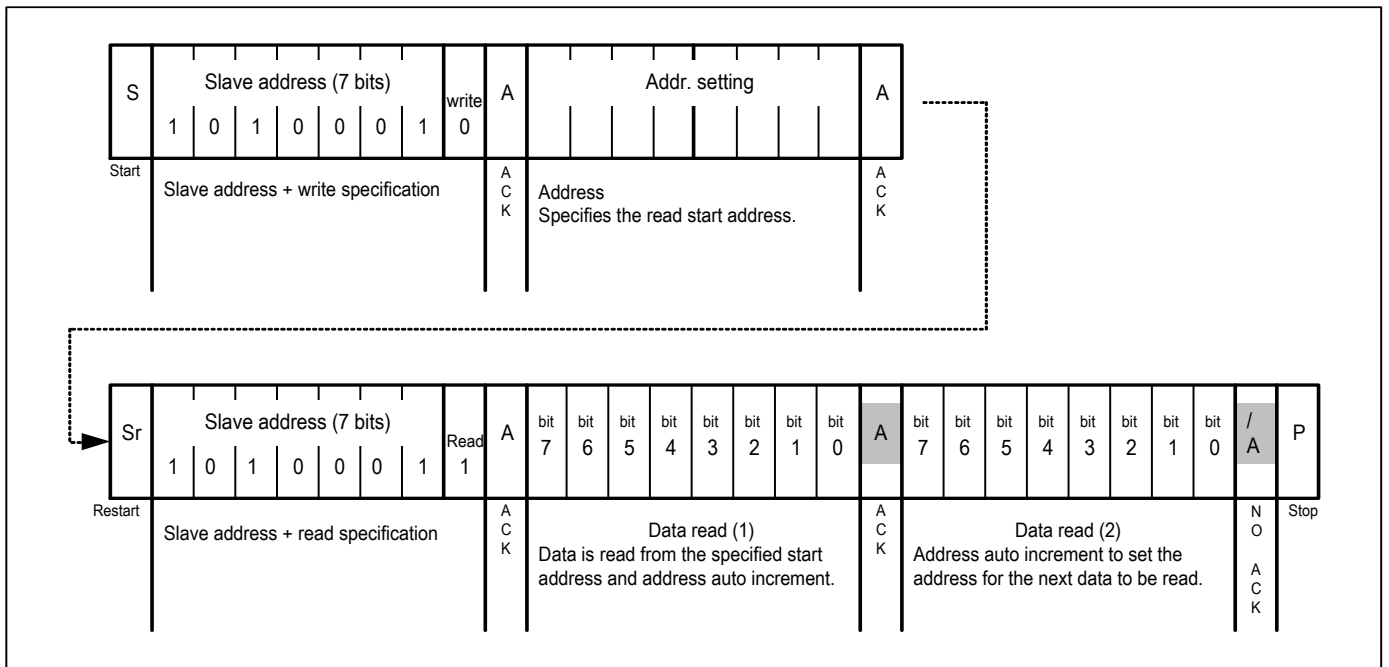 S
Slave address (7 bits)
write
A
Addr. setting
A
1 0 1 0 0 0 1 0
Start
Slave address + write specification
A
C
K
Address
Specifies the read start address.
A
C
K
Sr
Slave address (7 bits)
Read
A
bit bit bit bit bit bit bit bit
7 6 5 4 3 2 1 0
A
bit bit bit bit bit bit bit bit
7 6 5 4 3 2 1 0
/
A
P
1 0 1 0 0 0 1 1
Restart
Slave address + read specification
A
C
K
Data read (1)
Data is read from the specified start
address and address auto increment.
A
C
K
Data read (2)
Address auto increment to set the
address for the next data to be read.
N
O
A
C
K
Stop